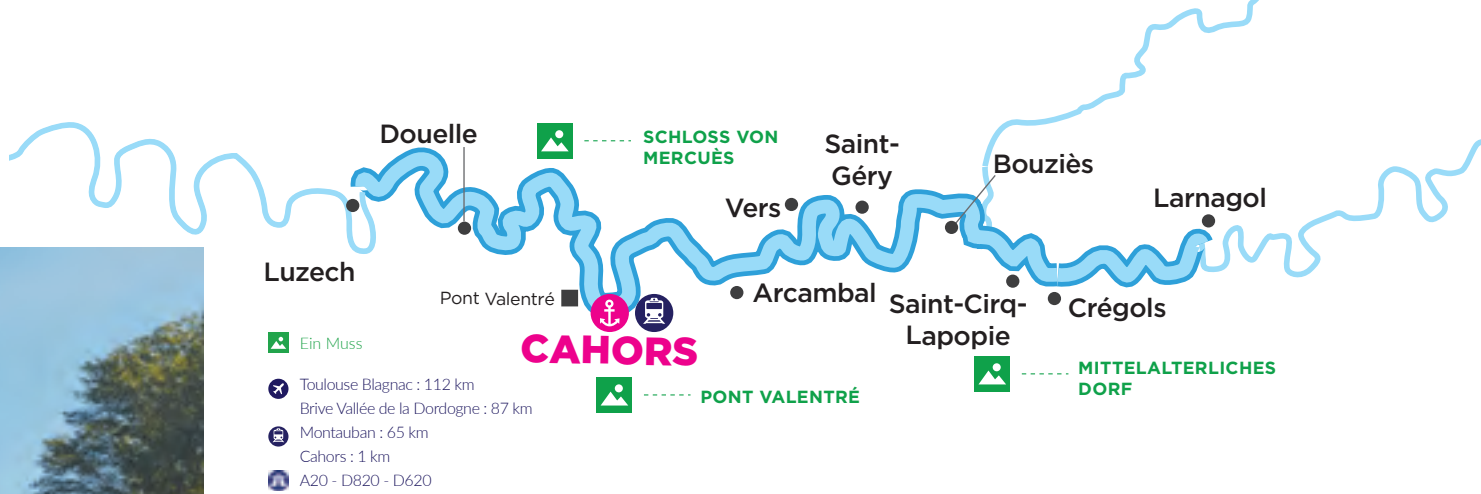 Douelle
SCHLOSS VON
MERCUÈS
Saint-
Géry
Bouziès
Vers
Larnagol
Luzech
Pont Valentré
Arcambal
Saint-Cirq-
Lapopie
Crégols
CAHORS
Ein Muss
MITTELALTERLICHES
DORF
PONT VALENTRÉ
Toulouse Blagnac : 112 km
Brive Vallée de la Dordogne : 87 km
Montauban : 65 km
Cahors : 1 km
A20 - D820 - D620